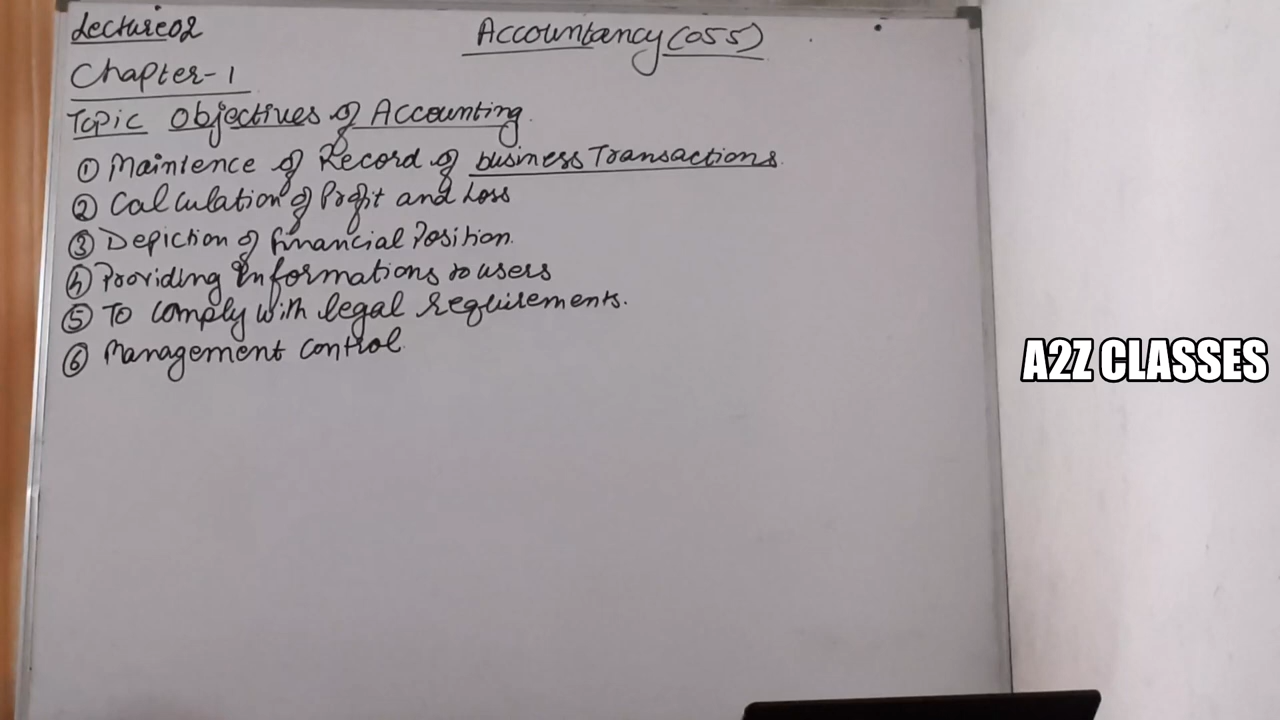 Lecture 02
Accountancy (055)
Chapter-1
Topic Objectives of Accounting
① Maintence of Record of business Transactions
② Calculation of Profit and Loss
③ Depiction of financial Position.
④ Providing Informations to users
⑤ To comply with legal requirements.
⑥ Management control
A2Z CLASSES